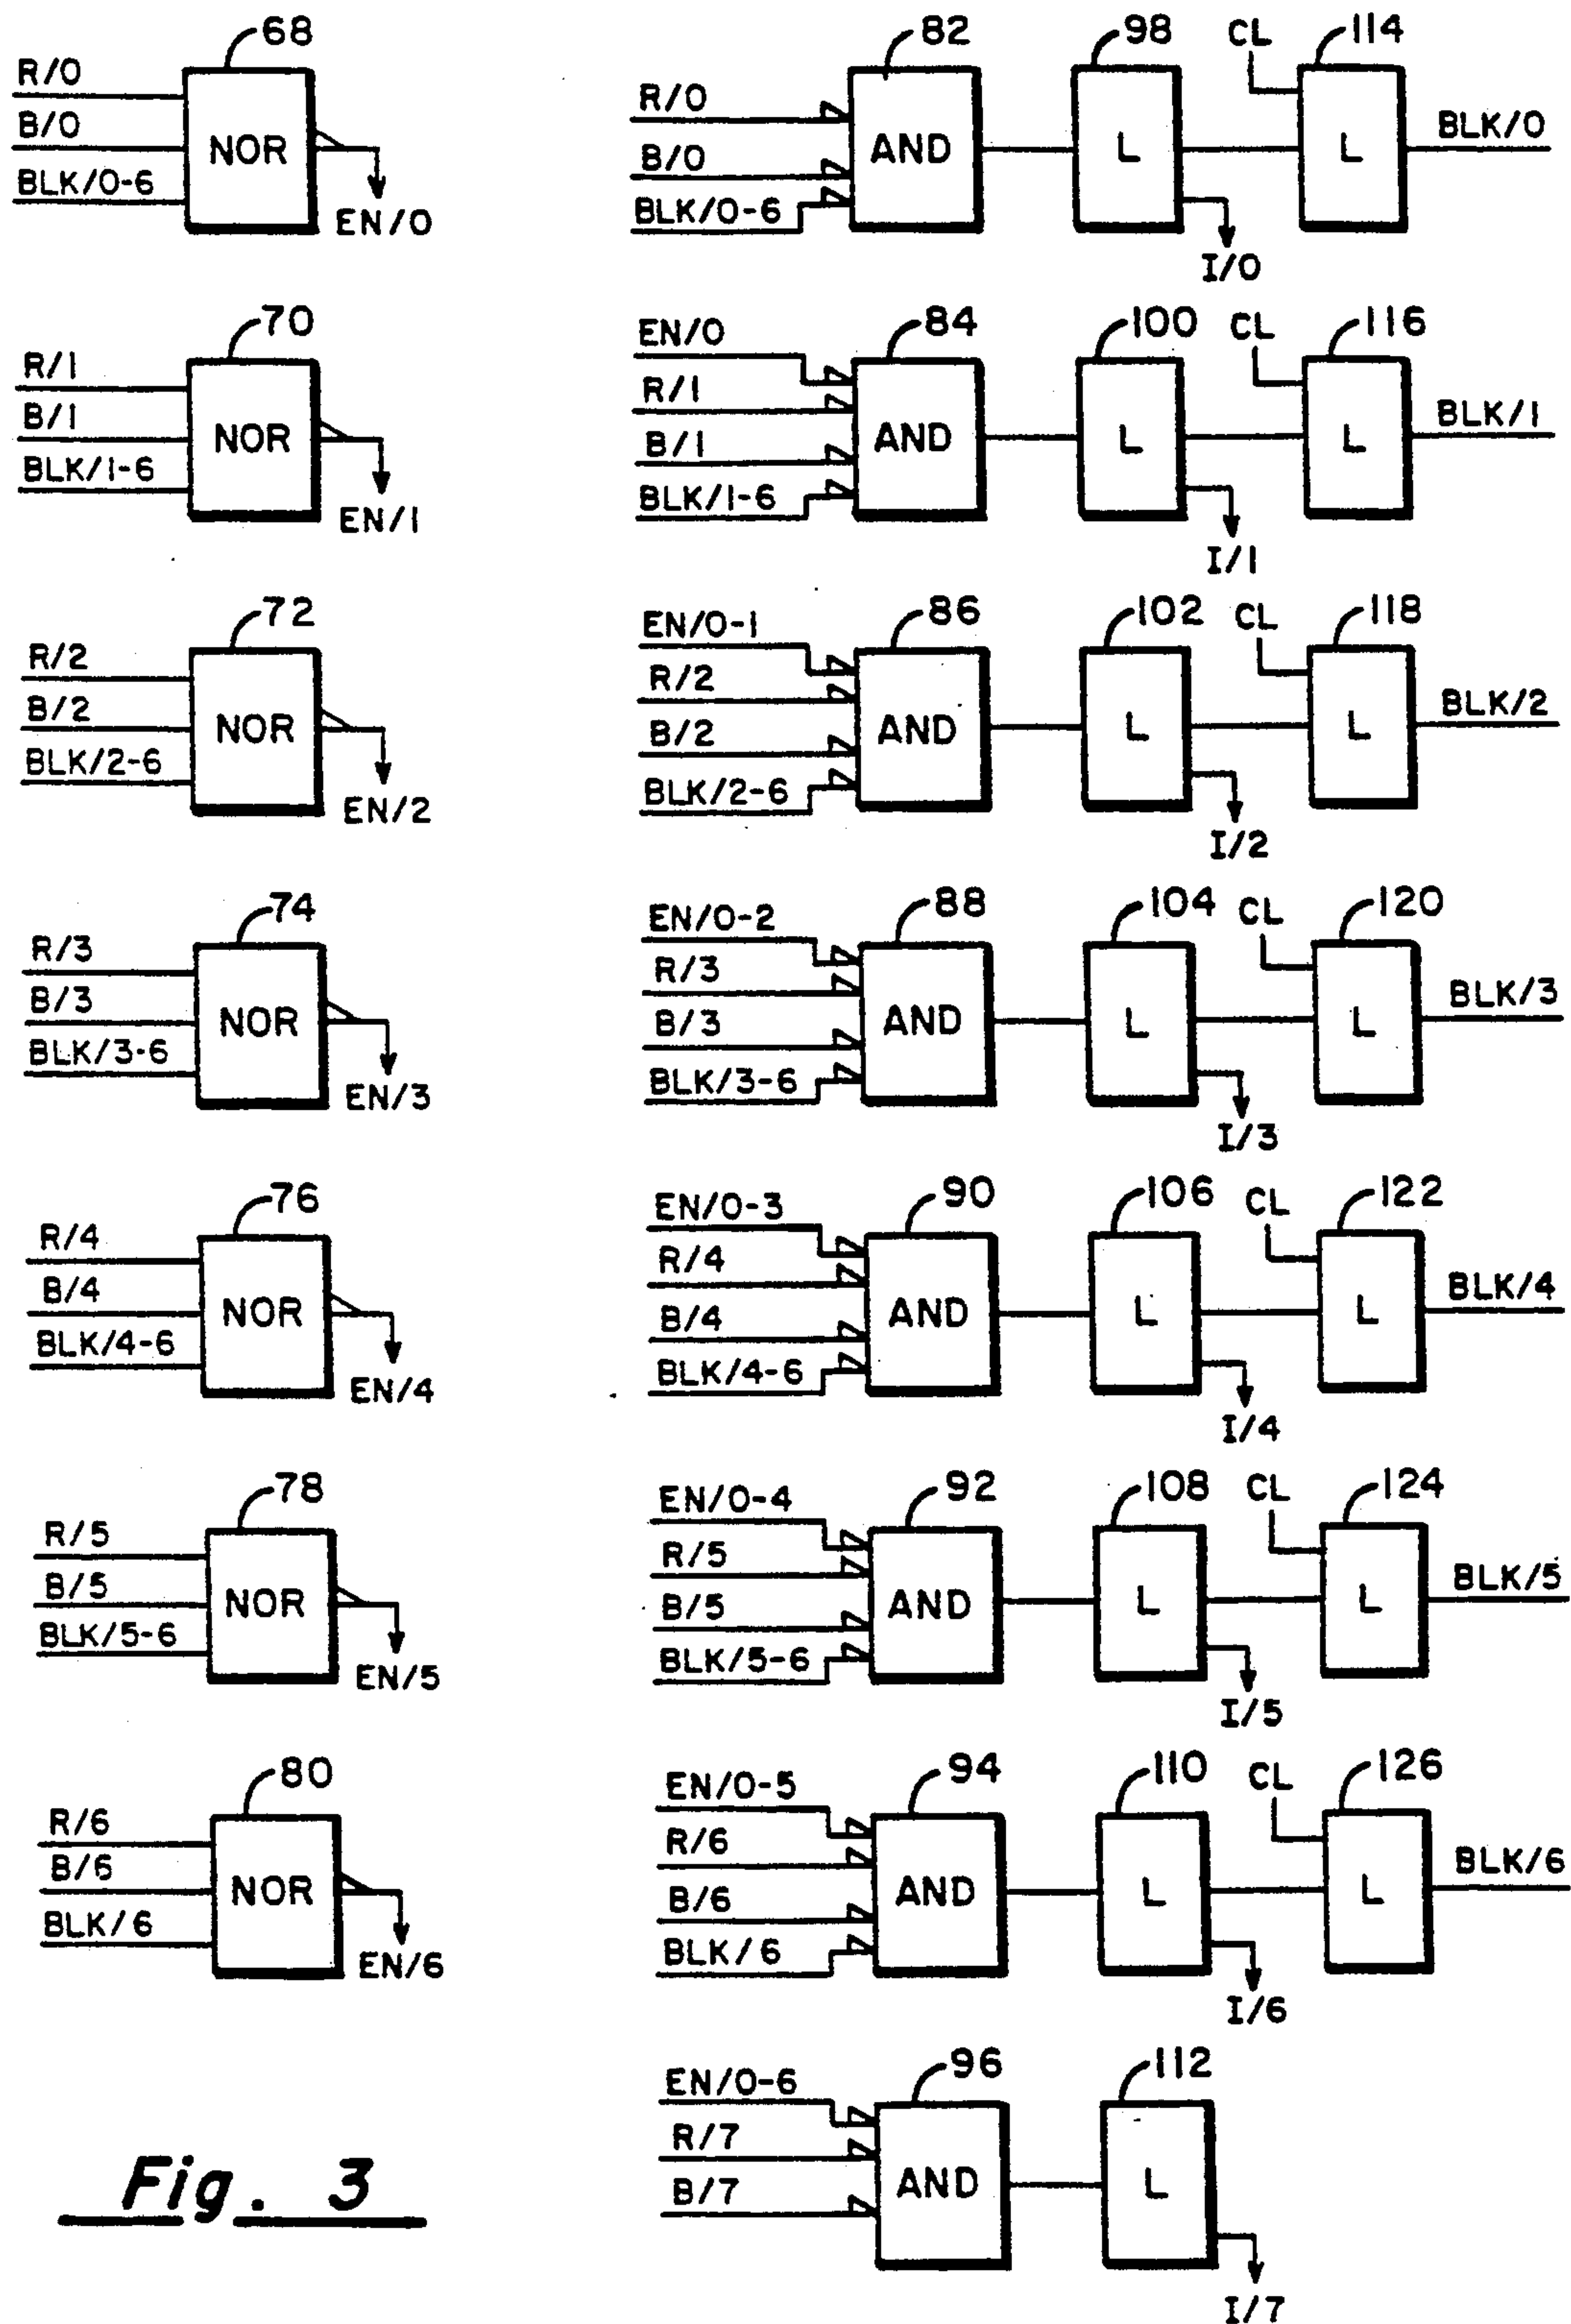 68 82 98 CL 114
R/0 R/0
B/0 NOR B/0 AND L L BLK/0
BLK/0-6 BLK/0-6
EN/0 I/0
70 EN/0 84 100 CL 116
R/1 R/1
B/1 NOR B/1 AND L L BLK/1
BLK/1-6 BLK/1-6
EN/1 I/1
72 EN/0-1 86 102 CL 118
R/2 R/2
B/2 NOR B/2 AND L L BLK/2
BLK/2-6 BLK/2-6
EN/2 I/2
74 EN/0-2 88 104 CL 120
R/3 R/3
B/3 NOR B/3 AND L L BLK/3
BLK/3-6 BLK/3-6
EN/3 I/3
76 EN/0-3 90 106 CL 122
R/4 R/4
B/4 NOR B/4 AND L L BLK/4
BLK/4-6 BLK/4-6
EN/4 I/4
78 EN/0-4 92 108 CL 124
R/5 R/5
B/5 NOR B/5 AND L L BLK/5
BLK/5-6 BLK/5-6
EN/5 I/5
80 EN/0-5 94 110 CL 126
R/6 R/6
B/6 NOR B/6 AND L L BLK/6
BLK/6 BLK/6
EN/6 I/6
EN/0-6 96 112
R/7
B/7 AND L
I/7
Fig. 3